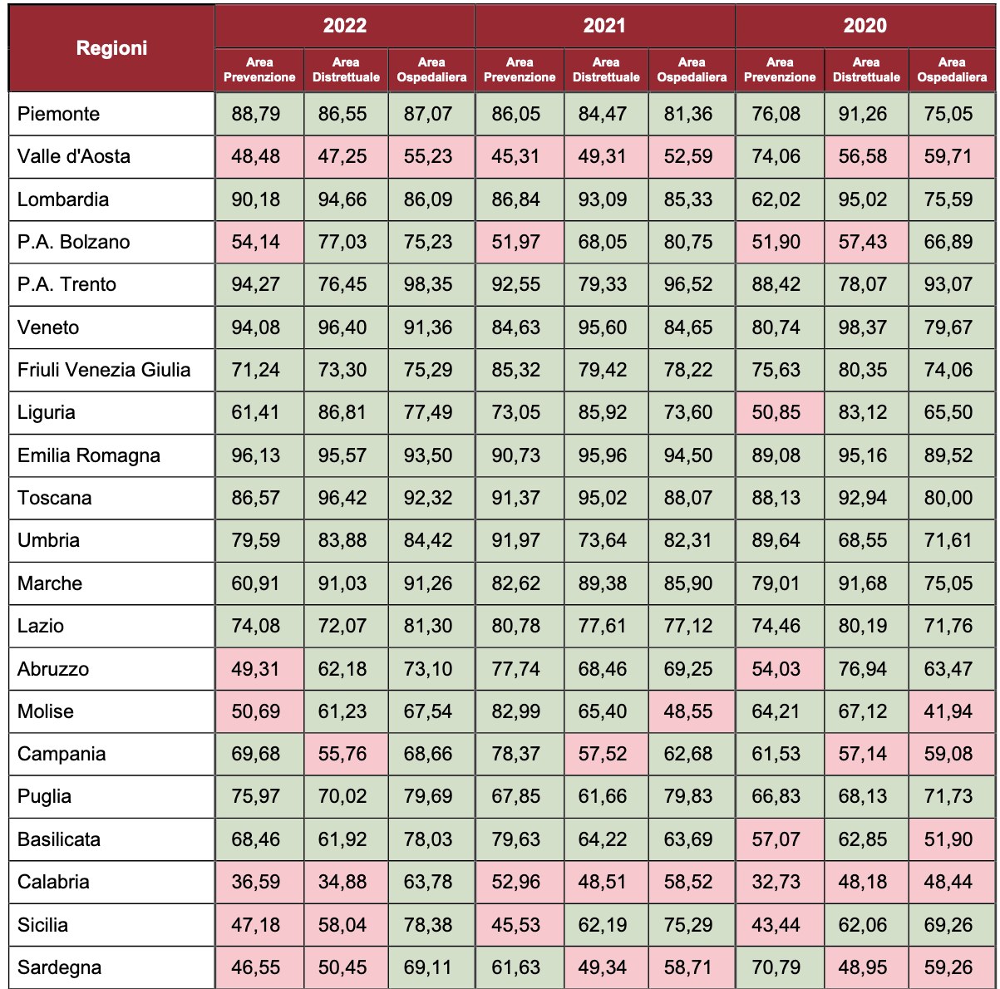 Regioni 2022 2021 2020
Area Prevenzione Area Distrettuale Area Ospedaliera Area Prevenzione Area Distrettuale Area Ospedaliera Area Prevenzione Area Distrettuale Area Ospedaliera
Piemonte 88,79 86,55 87,07 86,05 84,47 81,36 76,08 91,26 75,05
Valle d'Aosta 48,48 47,25 55,23 45,31 49,31 52,59 74,06 56,58 59,71
Lombardia 90,18 94,66 86,09 86,84 93,09 85,33 62,02 95,02 75,59
P.A. Bolzano 54,14 77,03 75,23 51,97 68,05 80,75 51,90 57,43 66,89
P.A. Trento 94,27 76,45 98,35 92,55 79,33 96,52 88,42 78,07 93,07
Veneto 94,08 96,40 91,36 84,63 95,60 84,65 80,74 98,37 79,67
Friuli Venezia Giulia 71,24 73,30 75,29 85,32 79,42 78,22 75,63 80,35 74,06
Liguria 61,41 86,81 77,49 73,05 85,92 73,60 50,85 83,12 65,50
Emilia Romagna 96,13 95,57 93,50 90,73 95,96 94,50 89,08 95,16 89,52
Toscana 86,57 96,42 92,32 91,37 95,02 88,07 88,13 92,94 80,00
Umbria 79,59 83,88 84,42 91,97 73,64 82,31 89,64 68,55 71,61
Marche 60,91 91,03 91,26 82,62 89,38 85,90 79,01 91,68 75,05
Lazio 74,08 72,07 81,30 80,78 77,61 77,12 74,46 80,19 71,76
Abruzzo 49,31 62,18 73,10 77,74 68,46 69,25 54,03 76,94 63,47
Molise 50,69 61,23 67,54 82,99 65,40 48,55 64,21 67,12 41,94
Campania 69,68 55,76 68,66 78,37 57,52 62,68 61,53 57,14 59,08
Puglia 75,97 70,02 79,69 67,85 61,66 79,83 66,83 68,13 71,73
Basilicata 68,46 61,92 78,03 79,63 64,22 63,69 57,07 62,85 51,90
Calabria 36,59 34,88 63,78 52,96 48,51 58,52 32,73 48,18 48,44
Sicilia 47,18 58,04 78,38 45,53 62,19 75,29 43,44 62,06 69,26
Sardegna 46,55 50,45 69,11 61,63 49,34 58,71 70,79 48,95 59,26